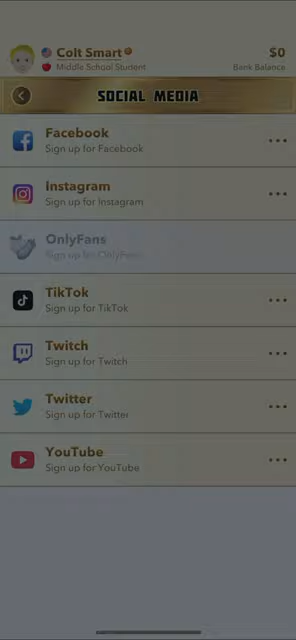 Colt Smart
$0
Middle School Student
Bank Balance
SOCIAL MEDIA
Facebook
Sign up for Facebook
Instagram
Sign up for Instagram
OnlyFans
Sign up for OnlyFans
TikTok
Sign up for TikTok
Twitch
Sign up for Twitch
Twitter
Sign up for Twitter
YouTube
Sign up for YouTube